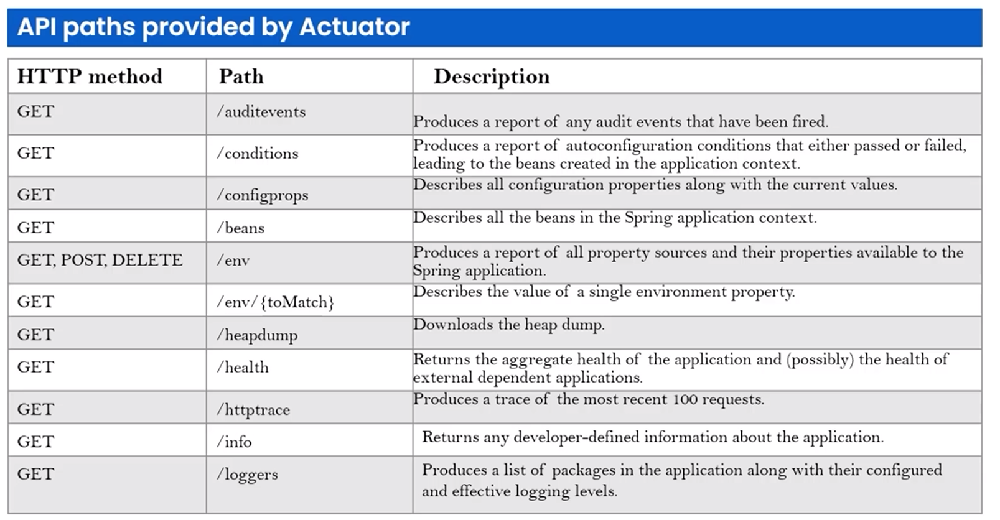 API paths provided by Actuator
HTTP method Path Description
GET /auditevents Produces a report of any audit events that have been fired.
GET /conditions Produces a report of autoconfiguration conditions that either passed or failed,
leading to the beans created in the application context.
GET /configprops Describes all configuration properties along with the current values.
GET /beans Describes all the beans in the Spring application context.
GET, POST, DELETE /env Produces a report of all property sources and their properties available to the
Spring application.
GET /env/{toMatch} Describes the value of a single environment property.
GET /heapdump Downloads the heap dump.
GET /health Returns the aggregate health of the application and (possibly) the health of
external dependent applications.
GET /httptrace Produces a trace of the most recent 100 requests.
GET /info Returns any developer-defined information about the application.
GET /loggers Produces a list of packages in the application along with their configured
and effective logging levels.